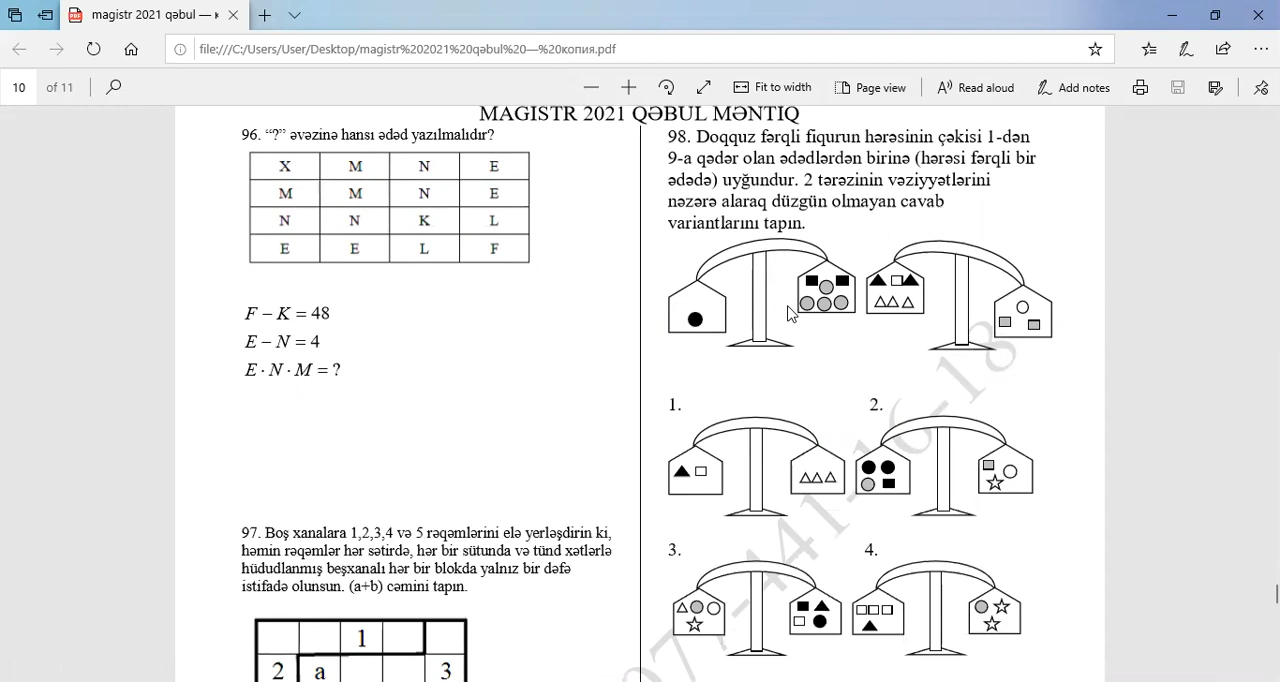 magistr 2021 qəbul —
file:///C:/Users/User/Desktop/magistr%202021%20qəbul%20—%20копия.pdf
10 of 11
Fit to width
Page view
Read aloud
Add notes
MAGISTR 2021 QƏBUL MƏNTIQ
96. “?” əvəzinə hansı ədəd yazılmalıdır?
X M N E
M M N E
N N K L
E E L F
F − K = 48
E − N = 4
E · N · M = ?
97. Boş xanalara 1,2,3,4 və 5 rəqəmlərini elə yerləşdirin ki,
həmin rəqəmlər hər sətirdə, hər bir sütunda və tünd xətlərlə
hüdudlanmış beşxanalı hər bir blokda yalnız bir dəfə
istifadə olunsun. (a+b) cəmini tapın.
1
2 a 3
98. Doqquz fərqli fiqurun hərəsinin çəkisi 1-dən
9-a qədər olan ədədlərdən birinə (hərəsi fərqli bir
ədədə) uyğundur. 2 tərəzinin vəziyyətlərini
nəzərə alaraq düzgün olmayan cavab
variantlarını tapın.
1.
2.
3.
4.
077-441-16-18